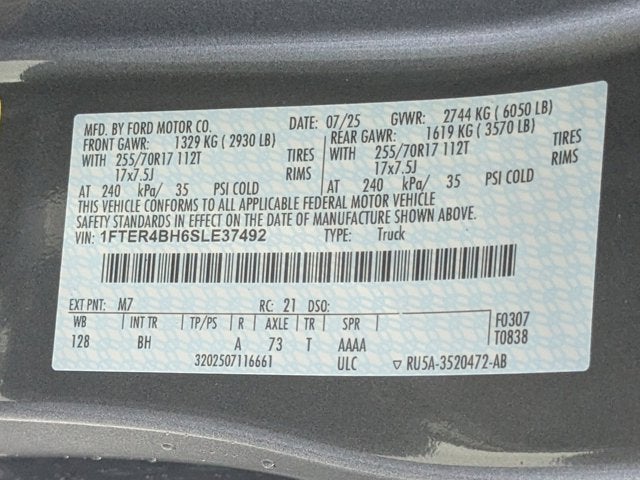 MFD. BY FORD MOTOR CO. DATE: 07/25 GVWR: 2744 KG ( 6050 LB)
FRONT GAWR: 1329 KG ( 2930 LB) REAR GAWR: 1619 KG ( 3570 LB)
WITH 255/70R17 112T TIRES WITH 255/70R17 112T TIRES
17x7.5J RIMS 17x7.5J RIMS
AT 240 kPa/ 35 PSI COLD AT 240 kPa/ 35 PSI COLD
THIS VEHICLE CONFORMS TO ALL APPLICABLE FEDERAL MOTOR VEHICLE
SAFETY STANDARDS IN EFFECT ON THE DATE OF MANUFACTURE SHOWN ABOVE.
VIN: 1FTER4BH6SLE37492 TYPE: Truck
EXT PNT: M7 RC: 21 DSO:
WB INT TR TP/PS R AXLE TR SPR F0307
128 BH A 73 T AAAA T0838
3202507116661 ULC ▽ RU5A-3520472-AB